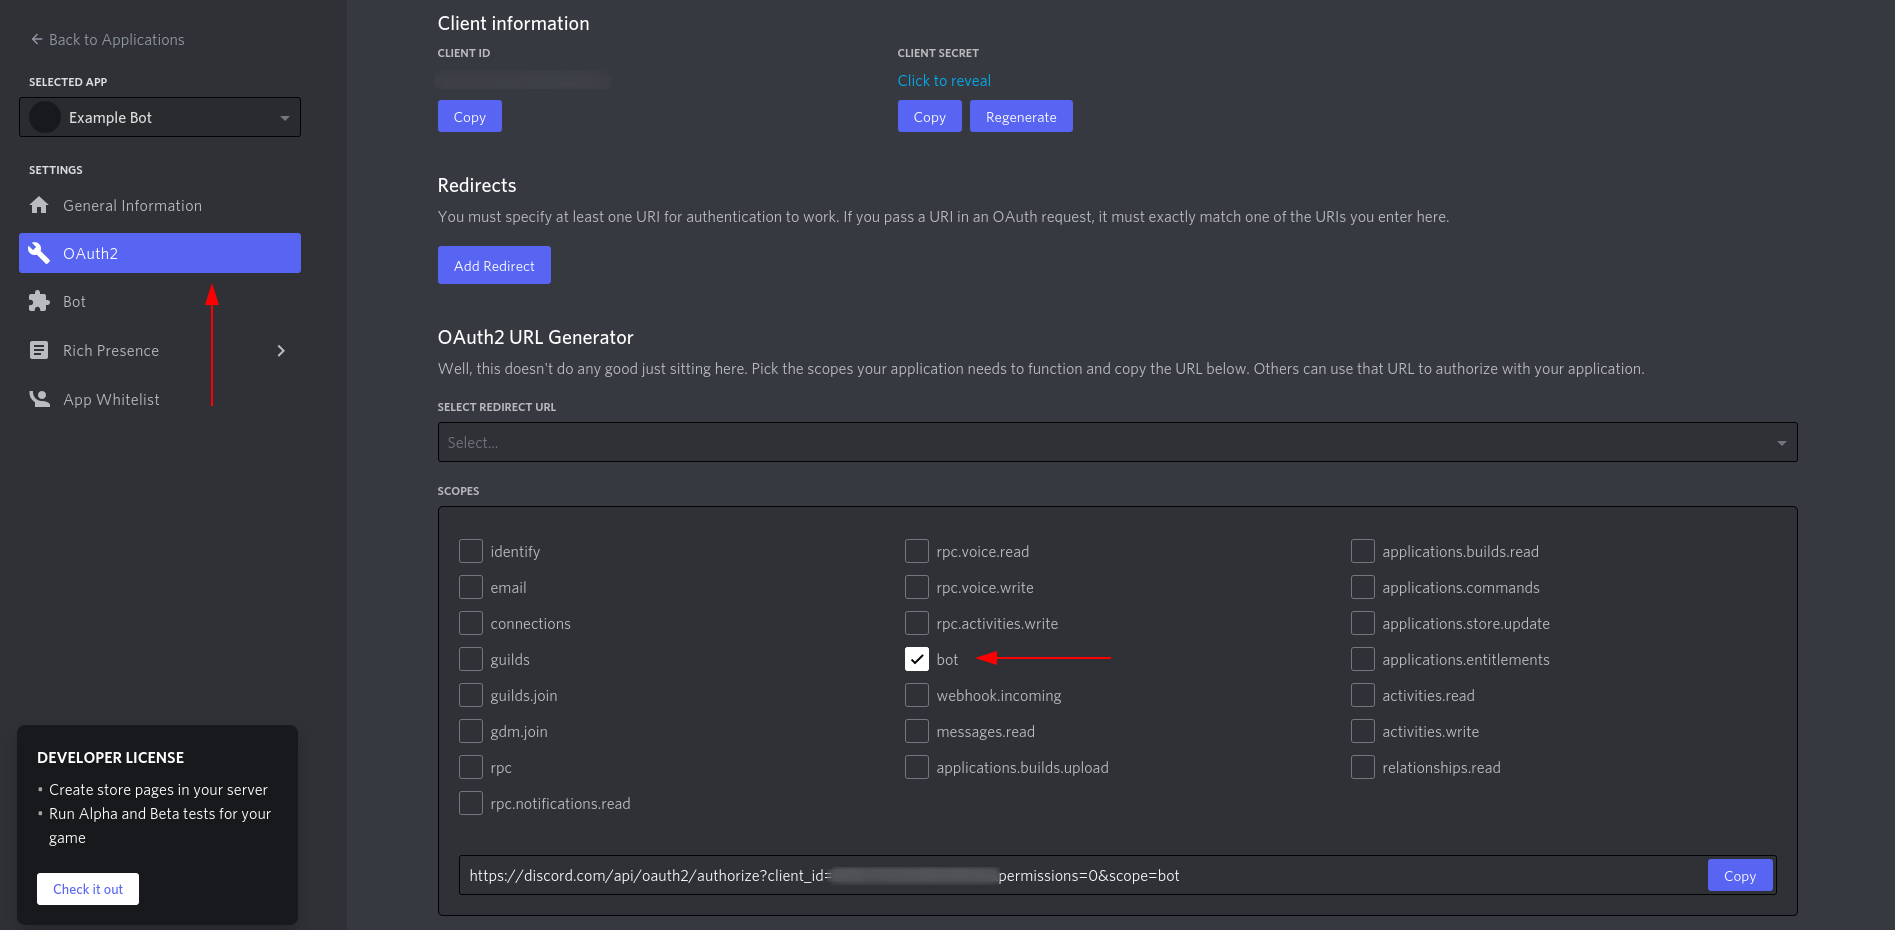 Back to Applications
SELECTED APP
Example Bot
SETTINGS
General Information
OAuth2
Bot
Rich Presence
App Whitelist
DEVELOPER LICENSE
• Create store pages in your server
• Run Alpha and Beta tests for your
game
Check it out
Client information
CLIENT ID
Copy
CLIENT SECRET
Click to reveal
Copy Regenerate
Redirects
You must specify at least one URI for authentication to work. If you pass a URI in an OAuth request, it must exactly match one of the URIs you enter here.
Add Redirect
OAuth2 URL Generator
Well, this doesn't do any good just sitting here. Pick the scopes your application needs to function and copy the URL below. Others can use that URL to authorize with your application.
SELECT REDIRECT URL
Select...
SCOPES
identify
email
connections
guilds
guilds.join
gdm.join
rpc
rpc.notifications.read
rpc.voice.read
rpc.voice.write
rpc.activities.write
bot
webhook.incoming
messages.read
applications.builds.upload
applications.builds.read
applications.commands
applications.store.update
applications.entitlements
activities.read
activities.write
relationships.read
https://discord.com/api/oauth2/authorize?client_id= permissions=0&scope=bot
Copy